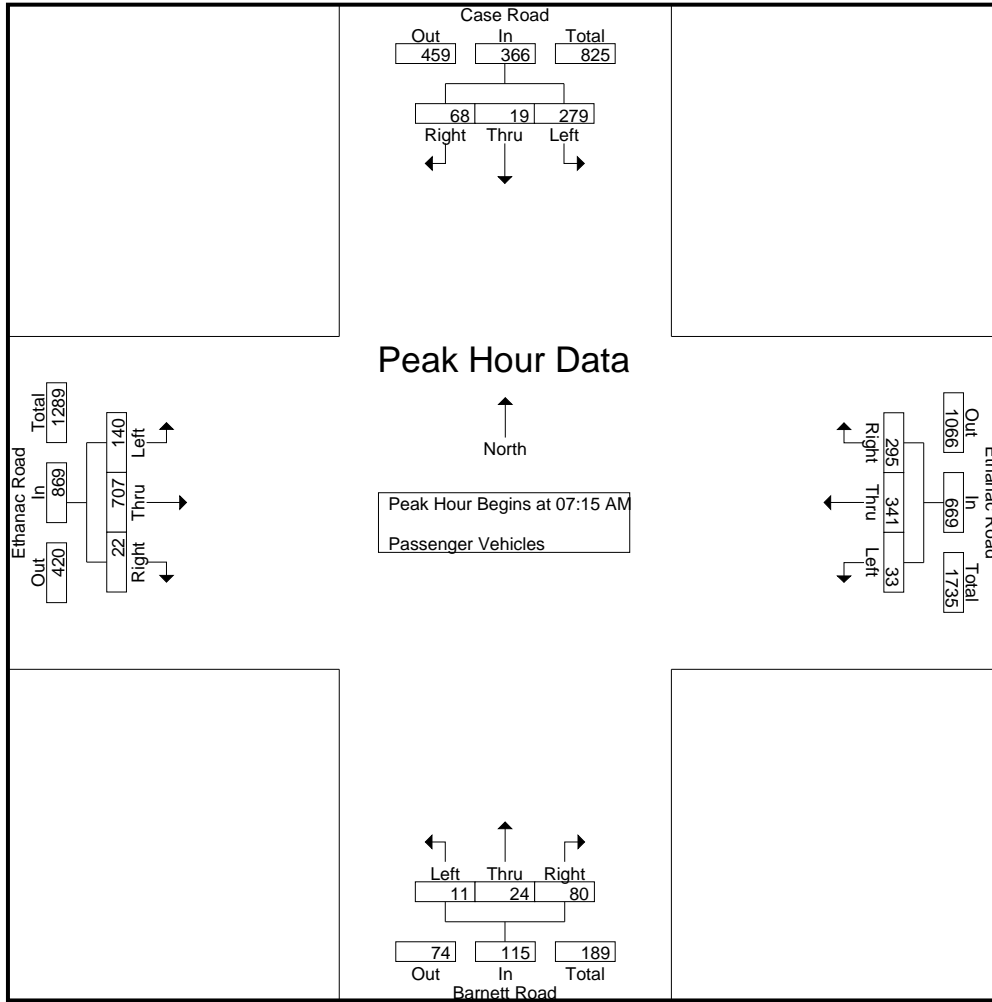 Case Road
Out In Total
459 366 825
68 19 279
Right Thru Left
Peak Hour Data
North
Peak Hour Begins at 07:15 AM
Passenger Vehicles
Ethanac Road
Out In Total
420 869 1289
Left Thru Right
140 707 22
Ethanac Road
Out In Total
1066 669 1735
Right Thru Left
295 341 33
Left Thru Right
11 24 80
74 115 189
Out In Total
Barnett Road